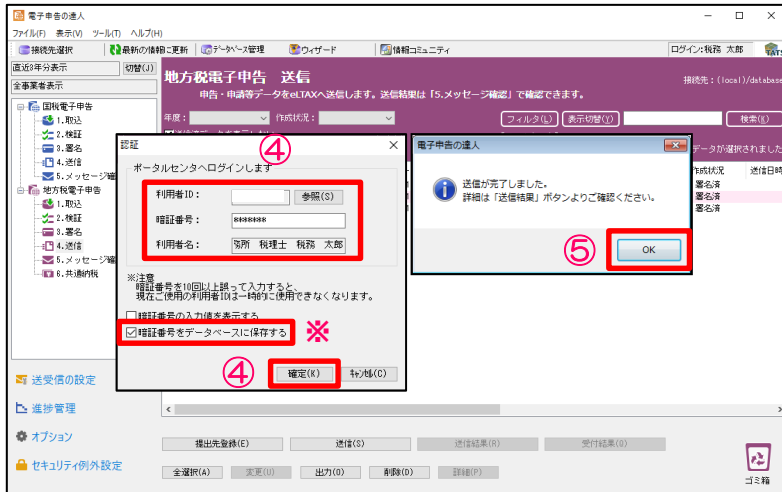 電子申告の達人
ファイル(F) 表示(V) ツール(T) ヘルプ(H)
接続先選択 最新の情報に更新 データベース管理 ウィザード 情報コミュニティ ログイン:税務 太郎
直近3年分表示 切替(J)
全事業者表示
国税電子申告
1.取込
2.検証
3.署名
4.送信
5.メッセージ確
地方税電子申告
1.取込
2.検証
3.署名
4.送信
5.メッセージ確
6.共通納税
送受信の設定
進捗管理
オプション
セキュリティ例外設定
地方税電子申告 送信 接続先:(local)/database
申告・申請等データをeLTAXへ送信します。送信結果は「5.メッセージ確認」で確認できます。
年度: 作成状況: フィルタ(L) 表示切替(Y) 検索(K)
データが選択されました
作成状況 送信日時
署名済
署名済
署名済
認証
④
ポータルセンタへログインします
利用者ID: 参照(S)
暗証番号: *******
利用者名: 務所 税理士 税務 太郎
※注意
暗証番号を10回以上誤って入力すると、
現在ご使用の利用者IDは一時的に使用できなくなります。
暗証番号の入力値を表示する
暗証番号をデータベースに保存する ※
④ 確定(K) キャンセル(C)
電子申告の達人
送信が完了しました。
詳細は「送信結果」ボタンよりご確認ください。
⑤ OK
提出先登録(E) 送信(S) 送信結果(R) 受付結果(O)
全選択(A) 変更(U) 出力(O) 削除(D) 詳細(P)
ゴミ箱